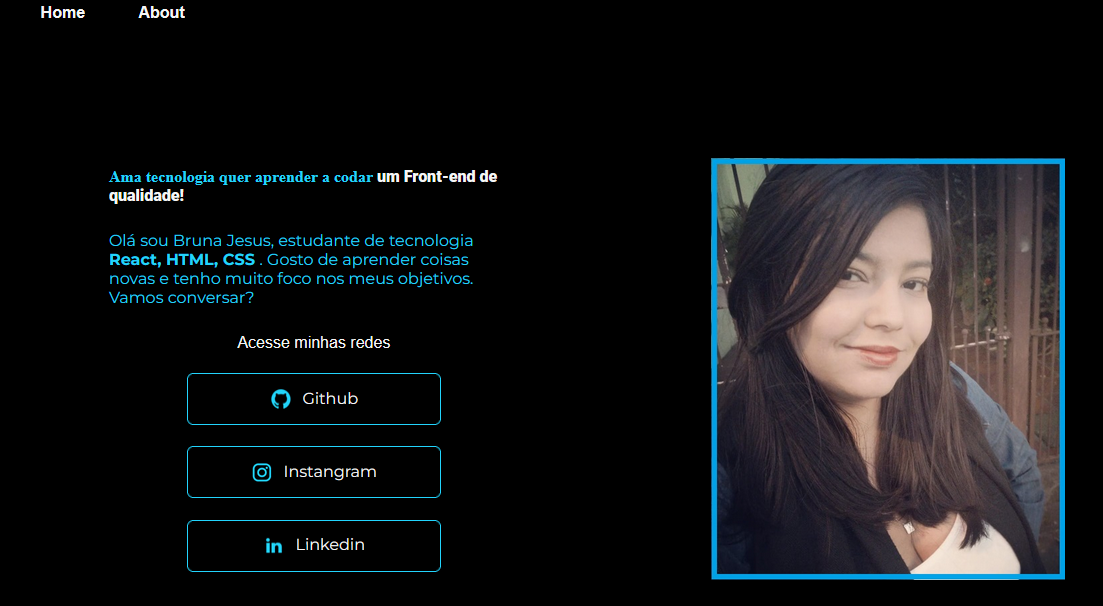 Home About
Ama tecnologia quer aprender a codar um Front-end de
qualidade!
Olá sou Bruna Jesus, estudante de tecnologia
React, HTML, CSS . Gosto de aprender coisas
novas e tenho muito foco nos meus objetivos.
Vamos conversar?
Acesse minhas redes
Github
Instangram
Linkedin